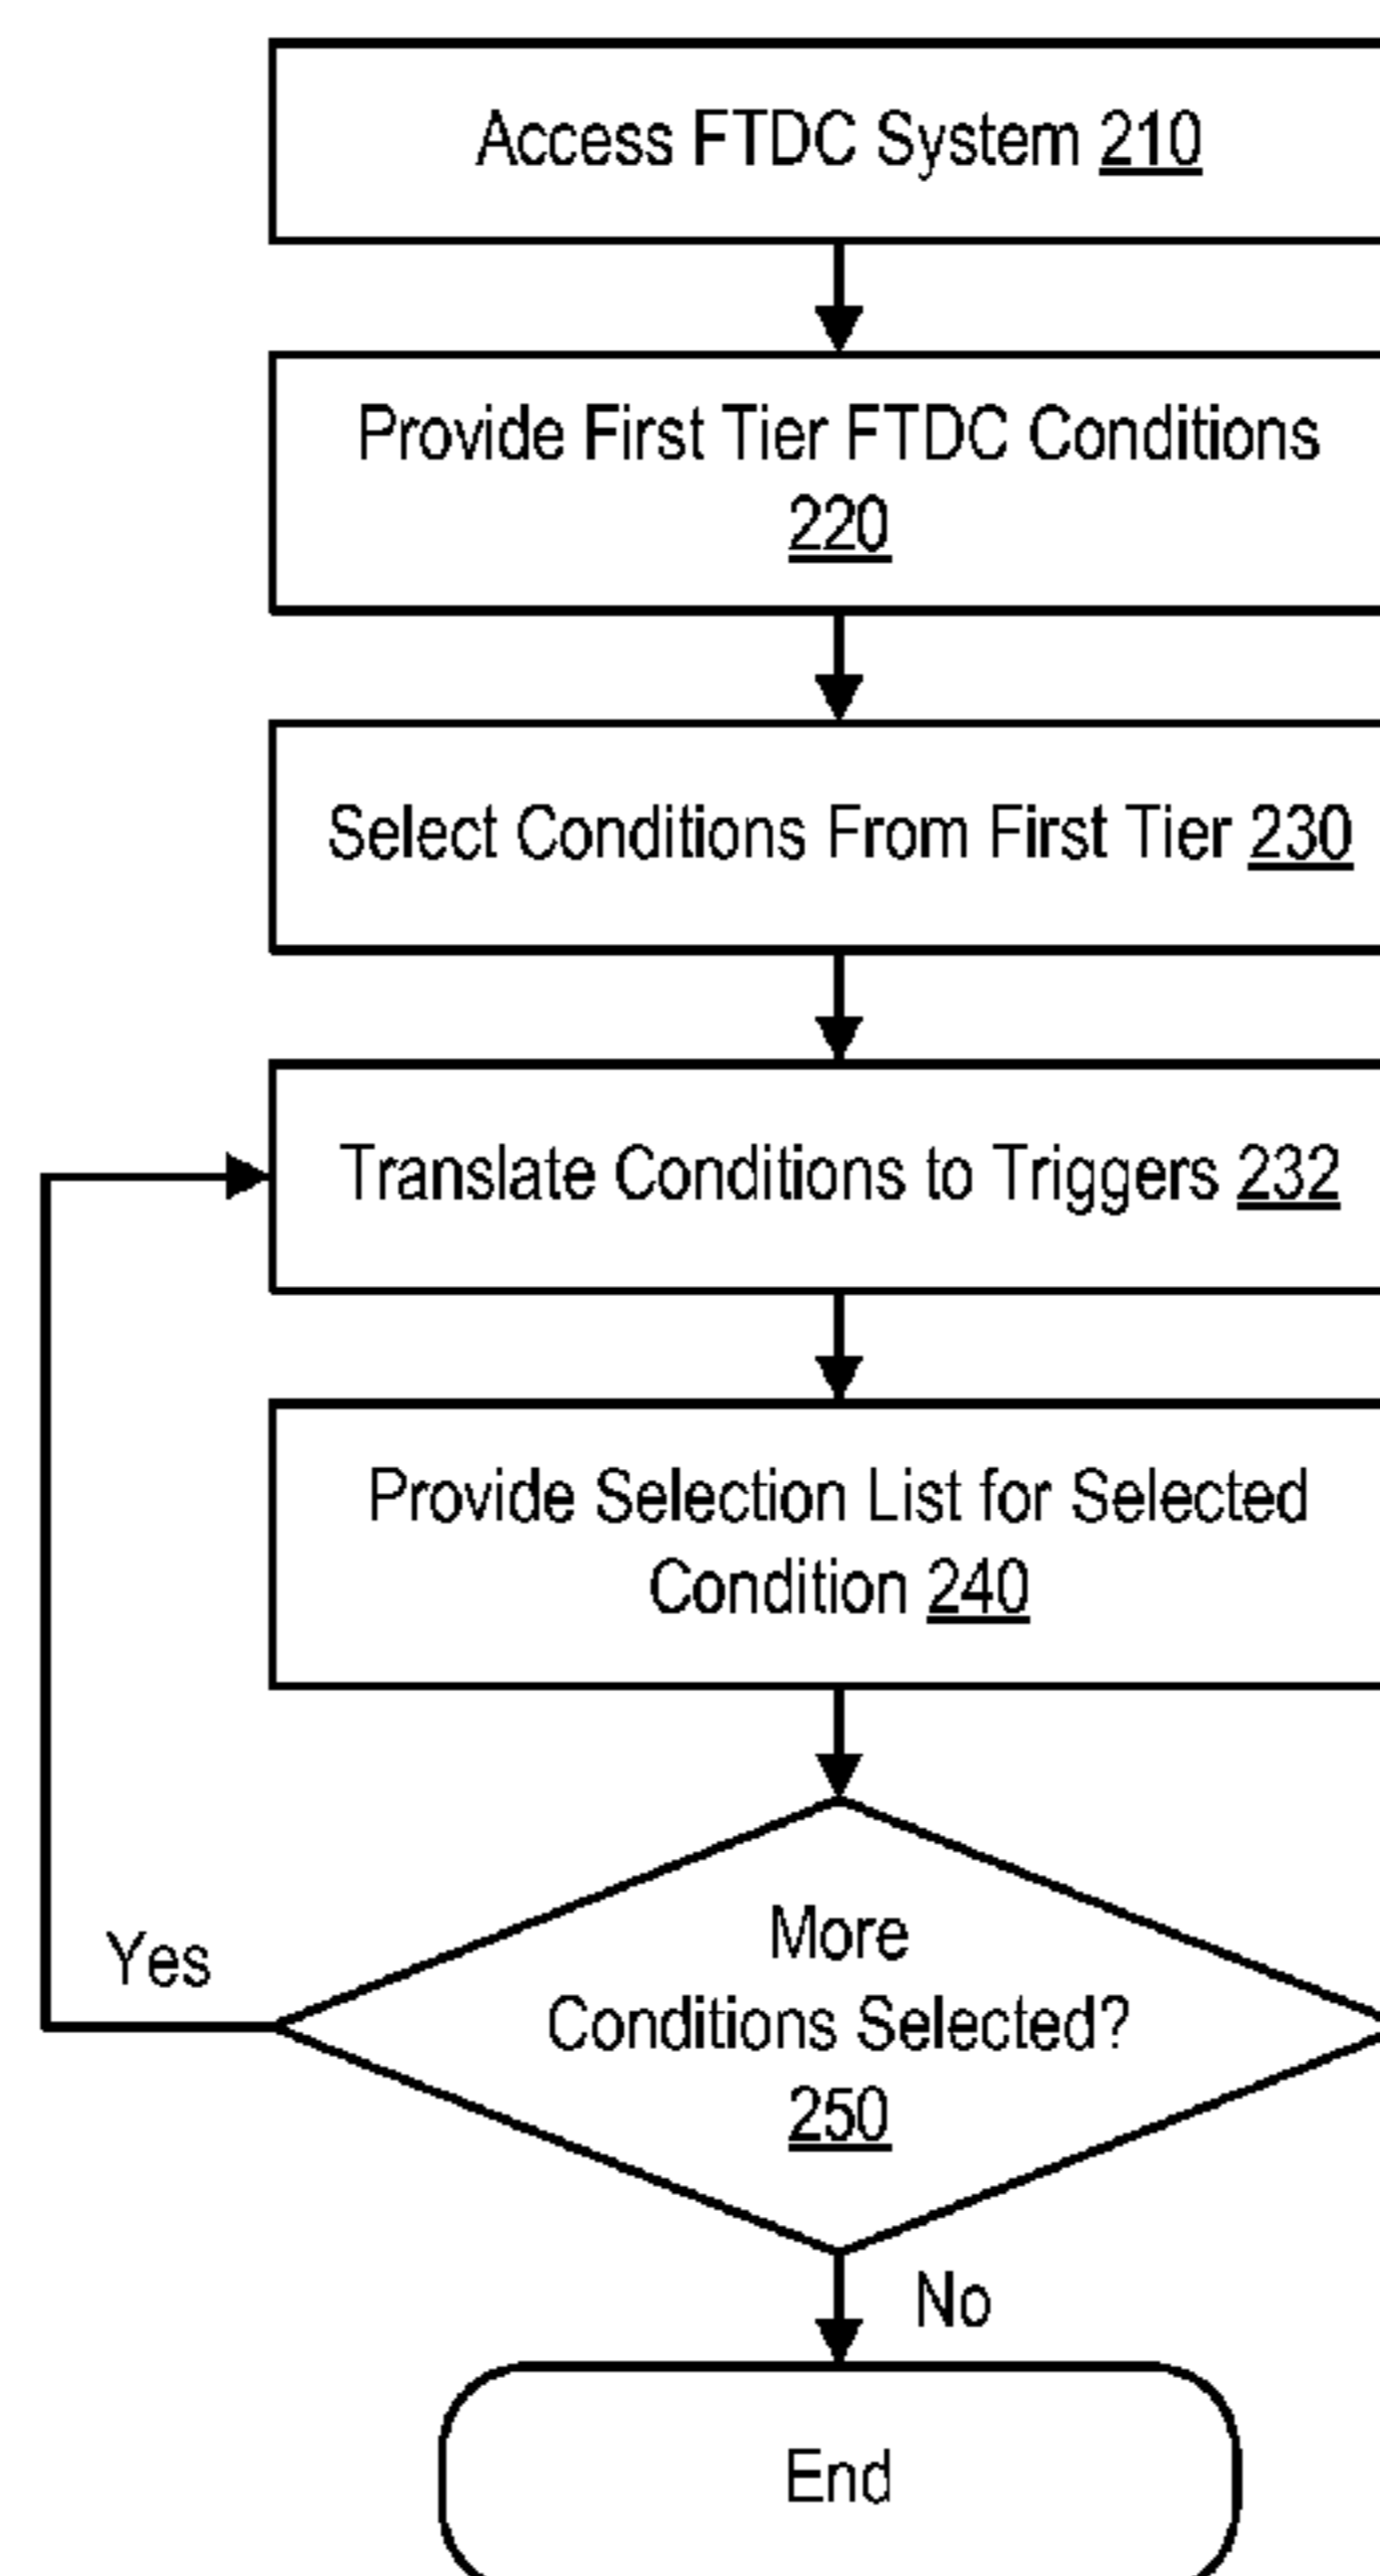 Access FTDC System 210
Provide First Tier FTDC Conditions
220
Select Conditions From First Tier 230
Translate Conditions to Triggers 232
Provide Selection List for Selected
Condition 240
More
Conditions Selected?
250
Yes
No
End